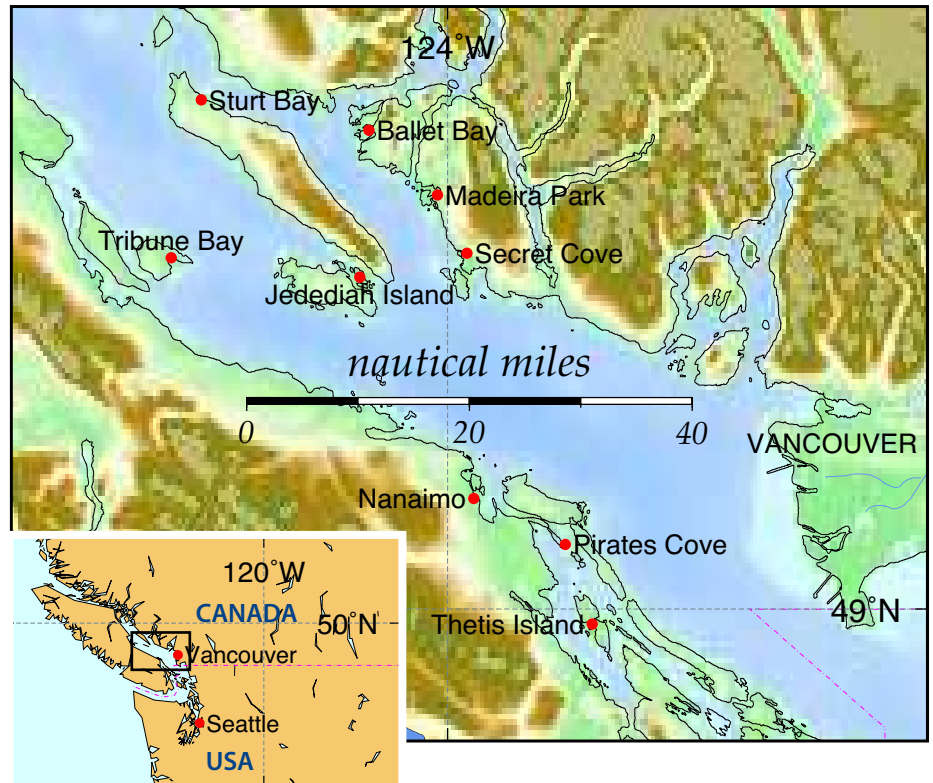 124°W
Sturt Bay
Ballet Bay
Madeira Park
Tribune Bay
Secret Cove
Jedediah Island
nautical miles
0 20 40
VANCOUVER
Nanaimo
Pirates Cove
49°N
Thetis Island
120°W
CANADA
50°N
Vancouver
Seattle
USA